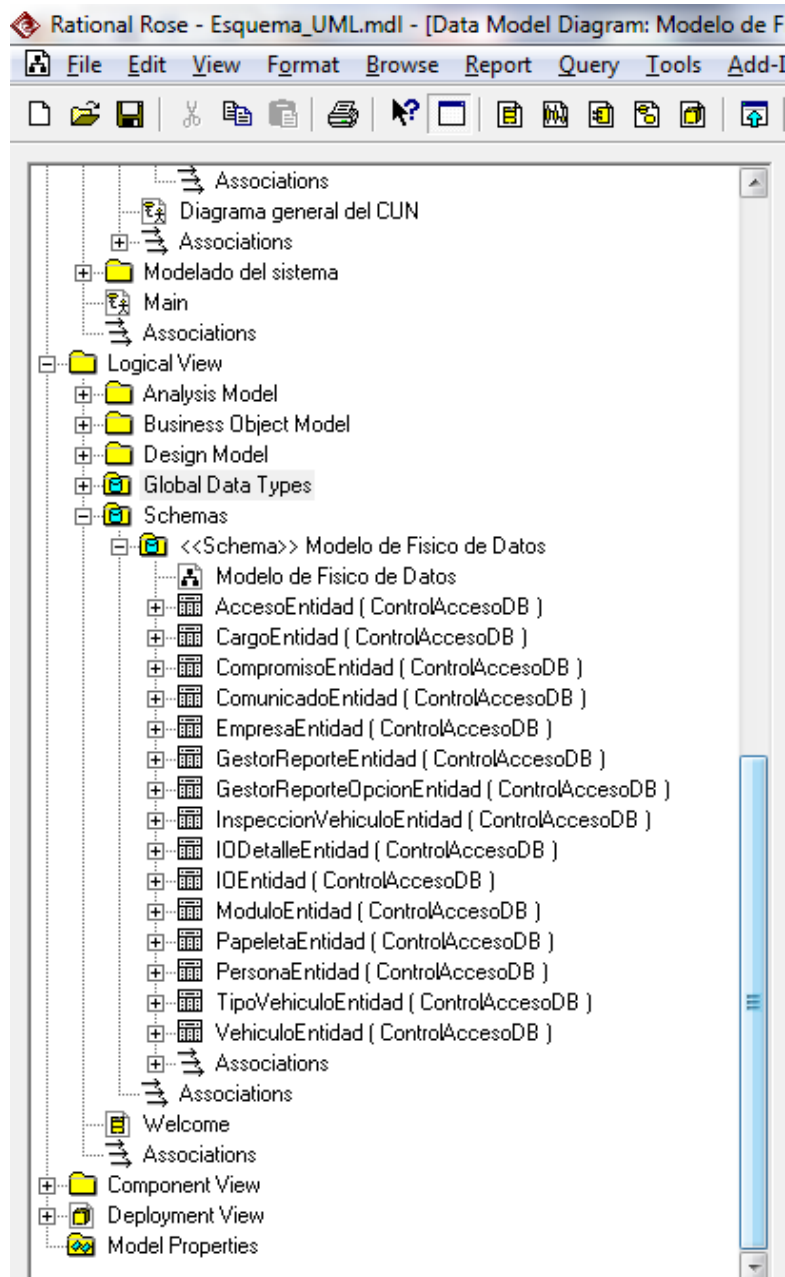 Rational Rose - Esquema_UML.mdl - [Data Model Diagram: Modelo de F
File Edit View Format Browse Report Query Tools Add-I
Associations
Diagrama general del CUN
Associations
Modelado del sistema
Main
Associations
Logical View
Analysis Model
Business Object Model
Design Model
Global Data Types
Schemas
<<Schema>> Modelo de Fisico de Datos
Modelo de Fisico de Datos
AccesoEntidad ( ControlAccesoDB )
CargoEntidad ( ControlAccesoDB )
CompromisoEntidad ( ControlAccesoDB )
ComunicadoEntidad ( ControlAccesoDB )
EmpresaEntidad ( ControlAccesoDB )
GestorReporteEntidad ( ControlAccesoDB )
GestorReporteOpcionEntidad ( ControlAccesoDB )
InspeccionVehiculoEntidad ( ControlAccesoDB )
IODetalleEntidad ( ControlAccesoDB )
IOEntidad ( ControlAccesoDB )
ModuloEntidad ( ControlAccesoDB )
PapeletaEntidad ( ControlAccesoDB )
PersonaEntidad ( ControlAccesoDB )
TipoVehiculoEntidad ( ControlAccesoDB )
VehiculoEntidad ( ControlAccesoDB )
Associations
Associations
Welcome
Associations
Component View
Deployment View
Model Properties